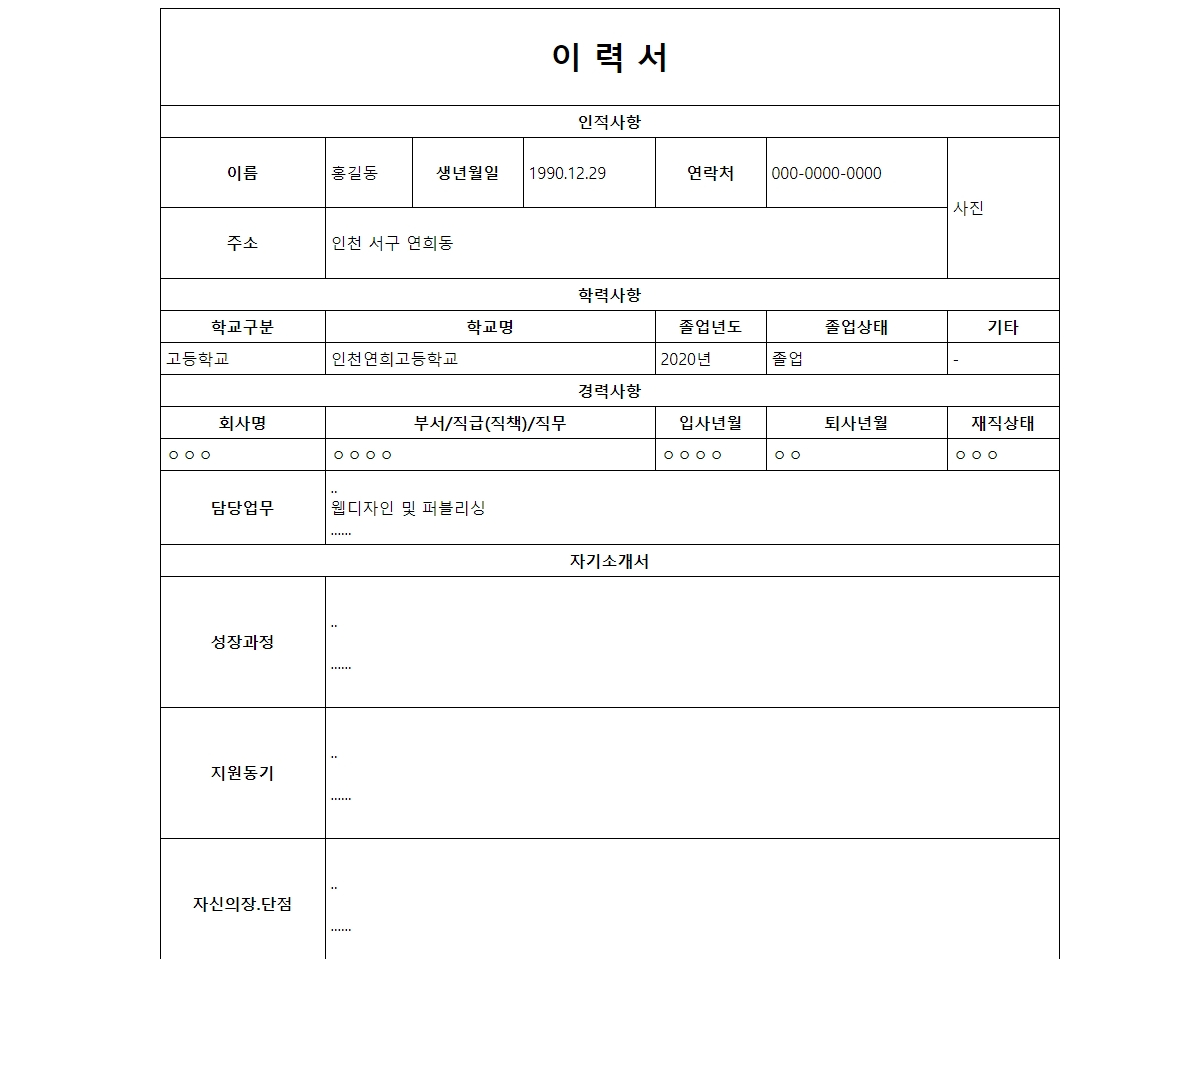 이 력 서
인적사항
이름 홍길동 생년월일 1990.12.29 연락처 000-0000-0000 사진
주소 인천 서구 연희동
학력사항
학교구분 학교명 졸업년도 졸업상태 기타
고등학교 인천연희고등학교 2020년 졸업 -
경력사항
회사명 부서/직급(직책)/직무 입사년월 퇴사년월 재직상태
ㅇㅇㅇ ㅇㅇㅇㅇ ㅇㅇㅇㅇ ㅇㅇ ㅇㅇㅇ
..
담당업무 웹디자인 및 퍼블리싱
......
자기소개서
..
성장과정
......
..
지원동기
......
..
자신의장.단점
......